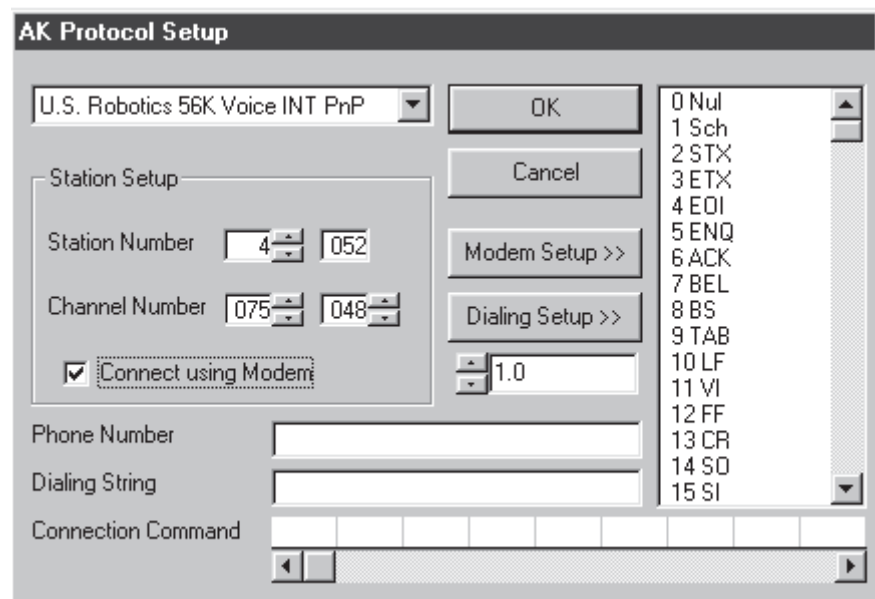 AK Protocol Setup
U.S. Robotics 56K Voice INT PnP
Station Setup
Station Number 4 052
Channel Number 075 048
Connect using Modem
OK
Cancel
Modem Setup >>
Dialing Setup >>
1.0
0 Nul
1 Sch
2 STX
3 ETX
4 EOI
5 ENQ
6 ACK
7 BEL
8 BS
9 TAB
10 LF
11 VI
12 FF
13 CR
14 SO
15 SI
Phone Number
Dialing String
Connection Command